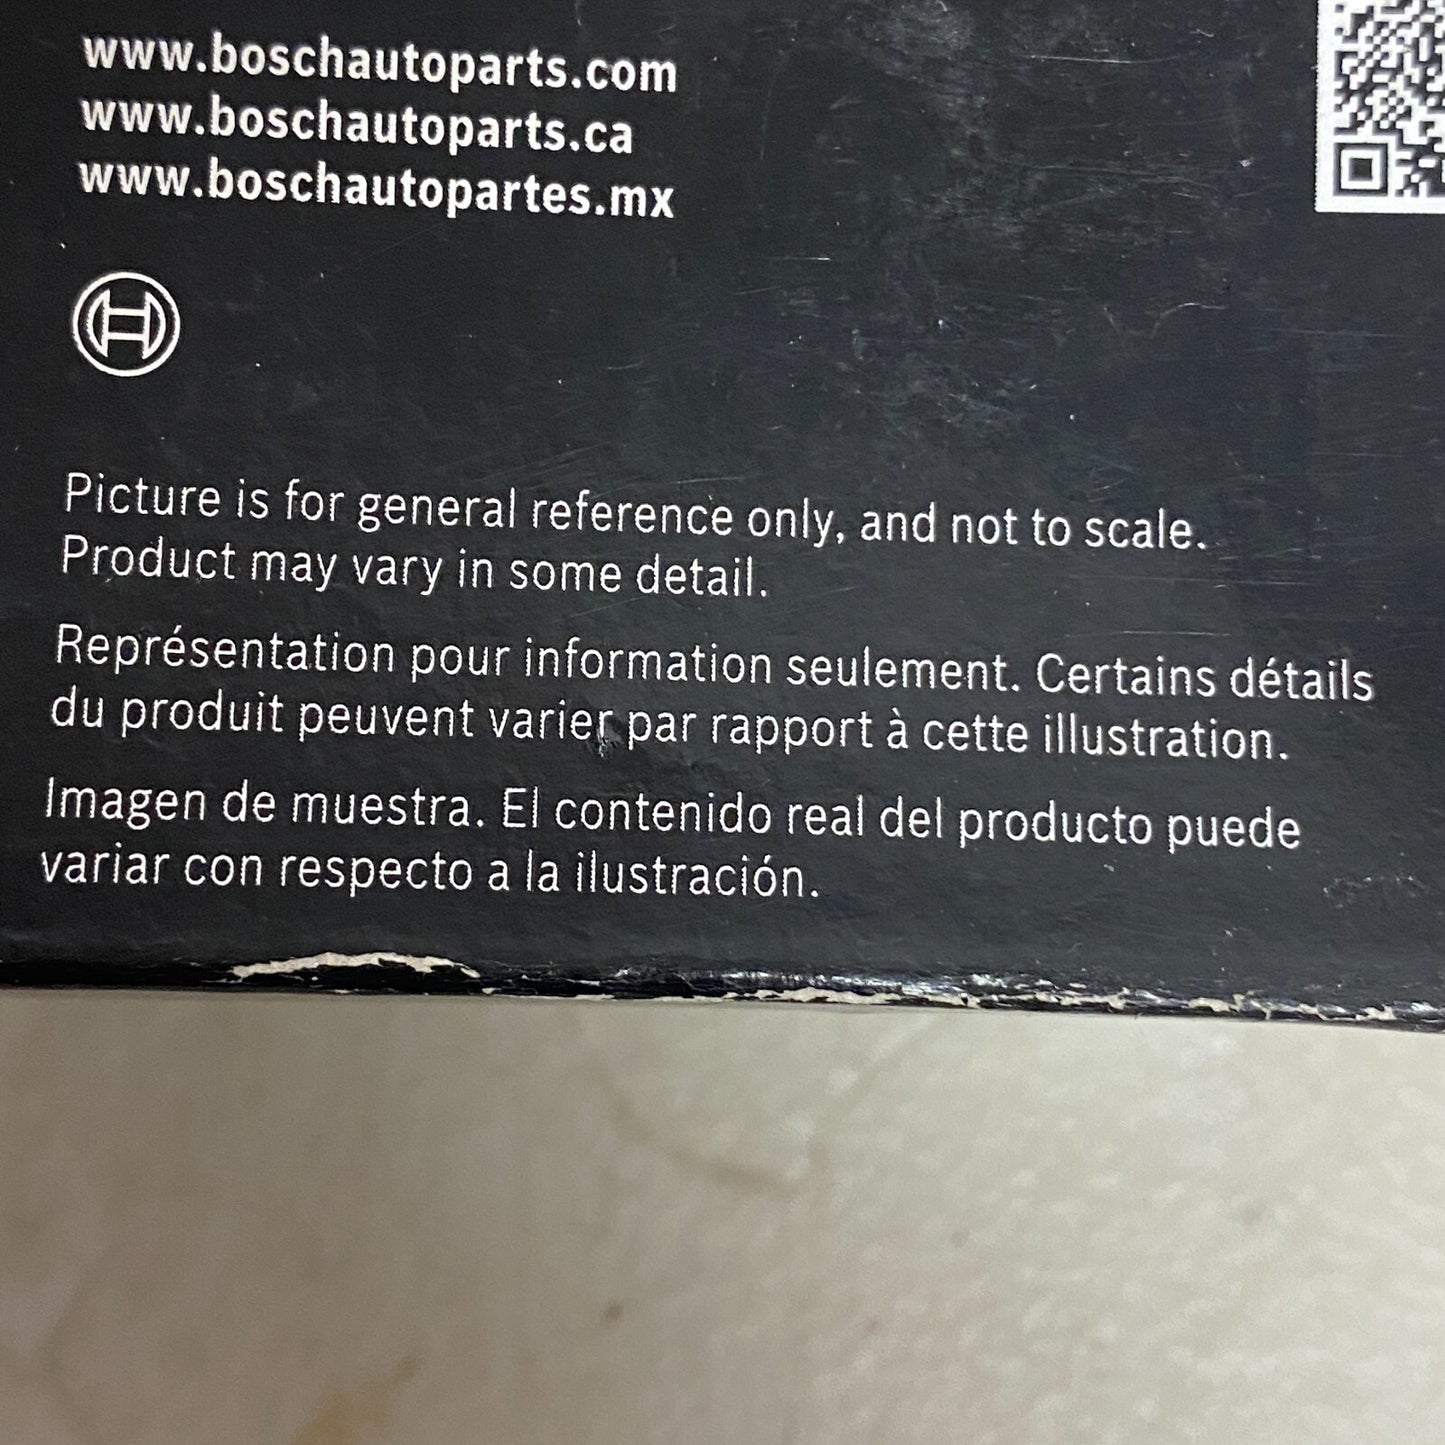 www.boschautoparts.com
www.boschautoparts.ca
www.boschautopartes.mx
Picture is for general reference only, and not to scale.
Product may vary in some detail.
Représentation pour information seulement. Certains détails
du produit peuvent varier par rapport à cette illustration.
Imagen de muestra. El contenido real del producto puede
variar con respecto a la ilustración.